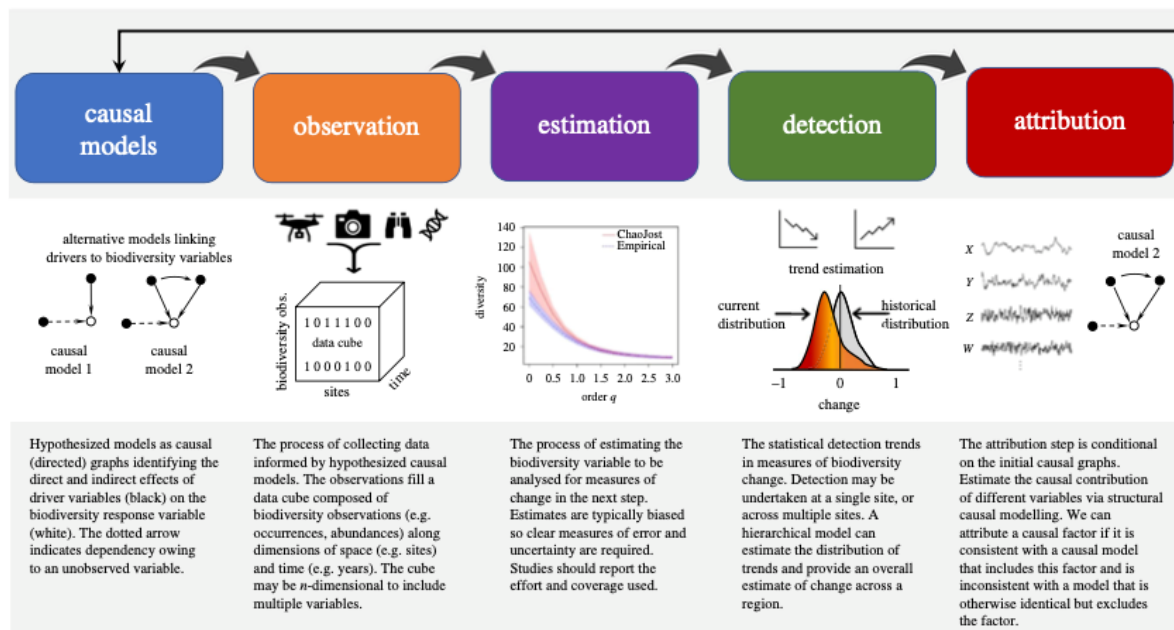 causal
models
observation
estimation
detection
attribution
alternative models linking
drivers to biodiversity variables
causal
model 1
causal
model 2
biodiversity obs.
1 0 1 1 1 0 0
data cube
1 0 0 0 1 0 0
sites
time
diversity
140
120
100
80
60
40
20
ChaoJost
Empirical
0
0.5
1.0
1.5
2.0
2.5
3.0
order q
trend estimation
current
distribution
historical
distribution
−1
0
1
change
X
Y
Z
W
causal
model 2
Hypothesized models as causal
(directed) graphs identifying the
direct and indirect effects of
driver variables (black) on the
biodiversity response variable
(white). The dotted arrow
indicates dependency owing
to an unobserved variable.
The process of collecting data
informed by hypothesized causal
models. The observations fill a
data cube composed of
biodiversity observations (e.g.
occurrences, abundances) along
dimensions of space (e.g. sites)
and time (e.g. years). The cube
may be n-dimensional to include
multiple variables.
The process of estimating the
biodiversity variable to be
analysed for measures of
change in the next step.
Estimates are typically biased
so clear measures of error and
uncertainty are required.
Studies should report the
effort and coverage used.
The statistical detection trends
in measures of biodiversity
change. Detection may be
undertaken at a single site, or
across multiple sites. A
hierarchical model can
estimate the distribution of
trends and provide an overall
estimate of change across a
region.
The attribution step is conditional
on the initial causal graphs.
Estimate the causal contribution
of different variables via structural
causal modelling. We can
attribute a causal factor if it is
consistent with a causal model
that includes this factor and is
inconsistent with a model that is
otherwise identical but excludes
the factor.